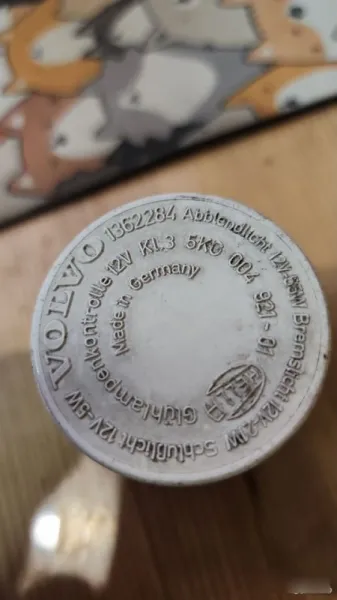 VOLVO 1362284 Abblendlicht 12V-55W Bremslicht 12V-21W Schlußlicht 12V-5W
Glühlampenkontrolle 12V Kl.3 5KG 004 921-01
Made in Germany
HELLA